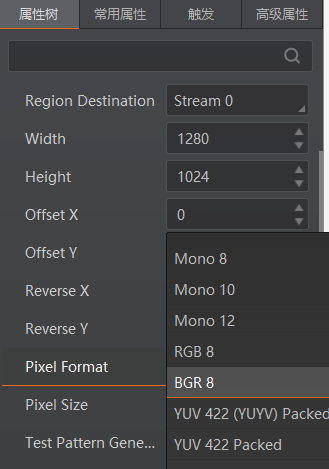 属性树 常用属性 触发 高级属性
Region Destination Stream 0
Width 1280
Height 1024
Offset X 0
Offset Y
Mono 8
Reverse X Mono 10
Reverse Y Mono 12
RGB 8
Pixel Format BGR 8
Pixel Size YUV 422 (YUYV) Packed
Test Pattern Gene... YUV 422 Packed